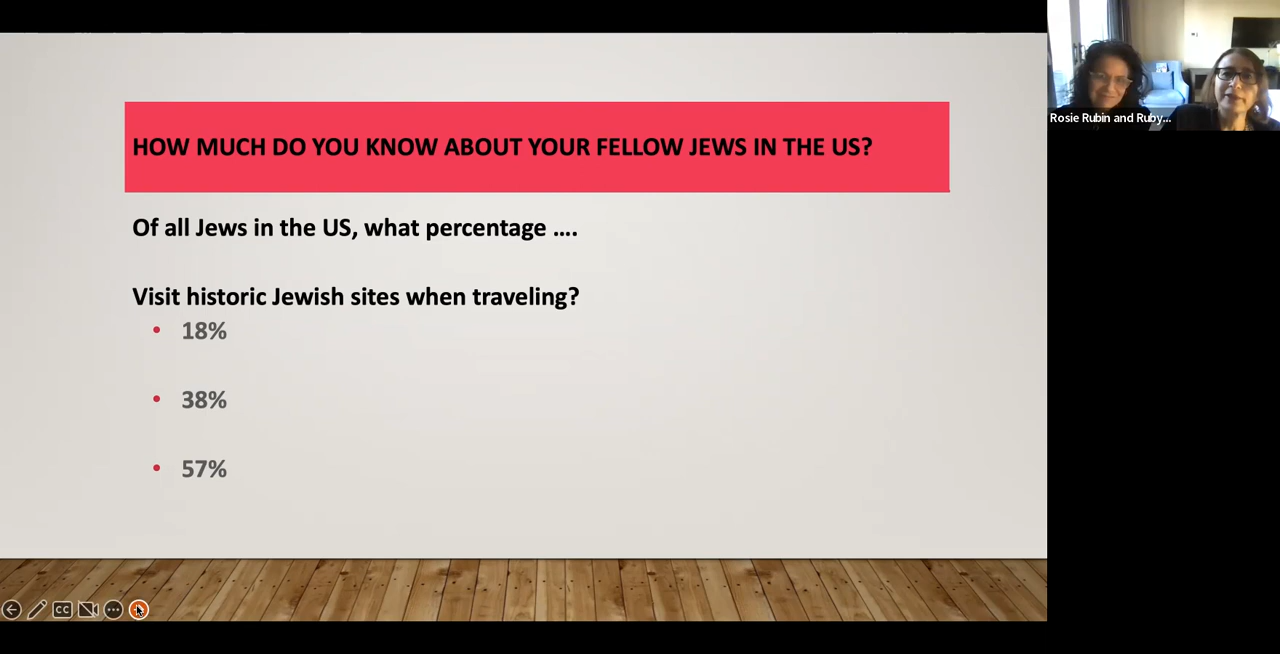 HOW MUCH DO YOU KNOW ABOUT YOUR FELLOW JEWS IN THE US?
Of all Jews in the US, what percentage ....
Visit historic Jewish sites when traveling?
• 18%
• 38%
• 57%
Rosie Rubin and Ruby...
CC